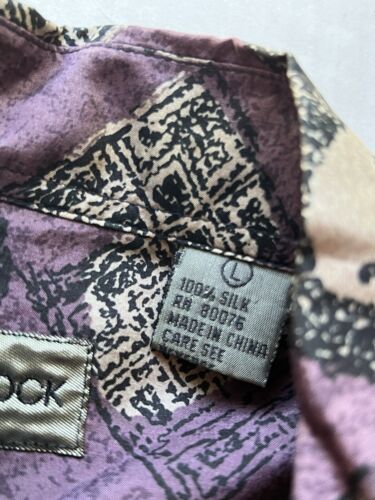 L
100% SILK
RN 80076
MADE IN CHINA
CARE SEE
OCK